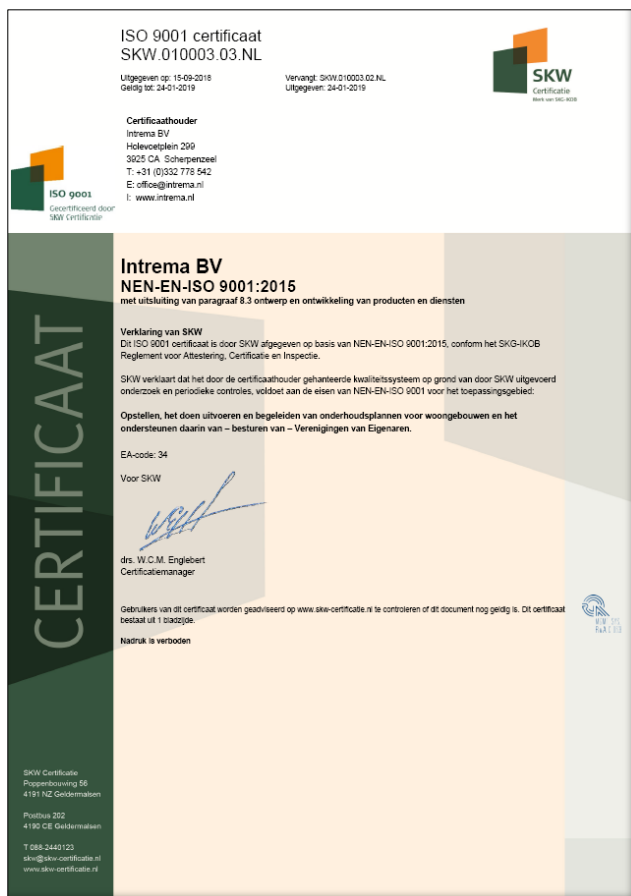 ISO 9001 certificaat
SKW.010003.03.NL
Uitgegeven op: 15-09-2018
Geldig tot: 24-01-2019
Vervangt: SKW.010003.02.NL
Uitgegeven: 24-01-2019
SKW
Certificatie
Merk van SKG-IKOB
Certificaathouder
Intrema BV
Holevoetplein 299
3925 CA Scherpenzeel
T: +31 (0)332 778 542
E: office@intrema.nl
I: www.intrema.nl
ISO 9001
Gecertificeerd door
SKW Certificatie
CERTIFICAAT
Intrema BV
NEN-EN-ISO 9001:2015
met uitsluiting van paragraaf 8.3 ontwerp en ontwikkeling van producten en diensten
Verklaring van SKW
Dit ISO 9001 certificaat is door SKW afgegeven op basis van NEN-EN-ISO 9001:2015, conform het SKG-IKOB
Reglement voor Attestering, Certificatie en Inspectie.
SKW verklaart dat het door de certificaathouder gehanteerde kwaliteitssysteem op grond van door SKW uitgevoerd
onderzoek en periodieke controles, voldoet aan de eisen van NEN-EN-ISO 9001 voor het toepassingsgebied:
Opstellen, het doen uitvoeren en begeleiden van onderhoudsplannen voor woongebouwen en het
ondersteunen daarin van – besturen van – Verenigingen van Eigenaren.
EA-code: 34
Voor SKW
drs. W.C.M. Englebert
Certificatiemanager
Gebruikers van dit certificaat worden geadviseerd op www.skw-certificatie.nl te controleren of dit document nog geldig is. Dit certificaat
bestaat uit 1 bladzijde.
Nadruk is verboden
SKW Certificatie
Poppenbouwing 56
4191 NZ Geldermalsen
Postbus 202
4190 CE Geldermalsen
T 088-2440123
skw@skw-certificatie.nl
www.skw-certificatie.nl